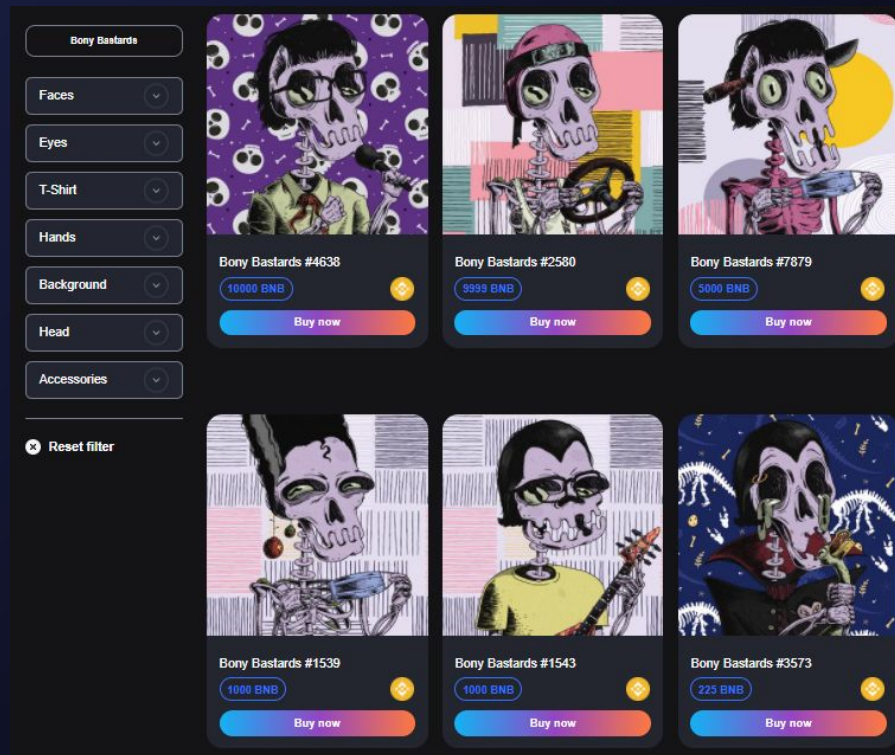 Bony Bastards
Faces
Eyes
T-Shirt
Hands
Background
Head
Accessories
Reset filter
Bony Bastards #4638
10000 BNB
Buy now
Bony Bastards #2580
9999 BNB
Buy now
Bony Bastards #7879
5000 BNB
Buy now
Bony Bastards #1539
1000 BNB
Buy now
Bony Bastards #1543
1000 BNB
Buy now
Bony Bastards #3573
225 BNB
Buy now